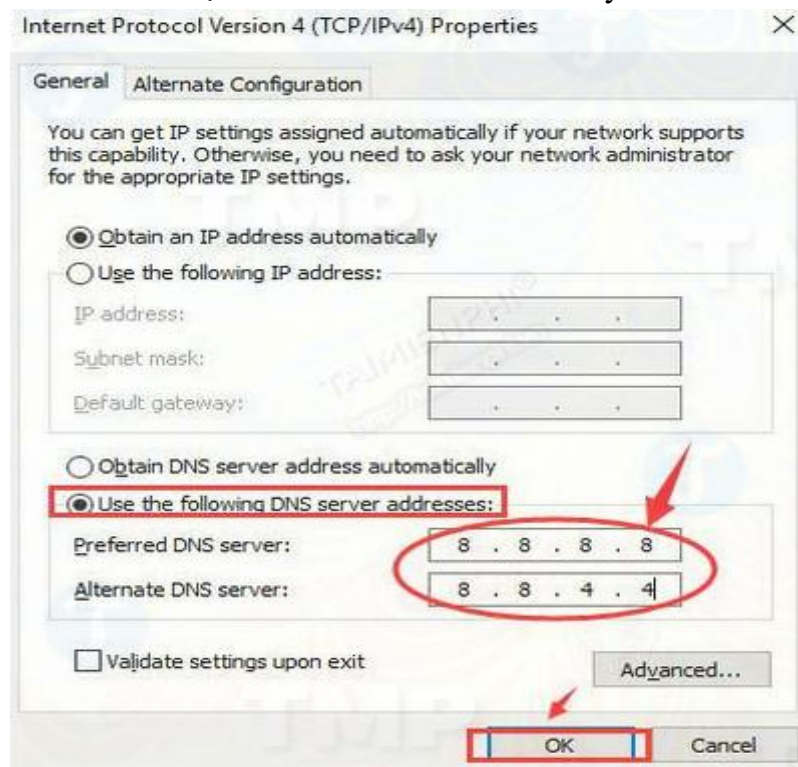 Internet Protocol Version 4 (TCP/IPv4) Properties
General Alternate Configuration
You can get IP settings assigned automatically if your network supports
this capability. Otherwise, you need to ask your network administrator
for the appropriate IP settings.
Obtain an IP address automatically
Use the following IP address:
IP address:
Subnet mask:
Default gateway:
TAIMIENPHI
Obtain DNS server address automatically
Use the following DNS server addresses:
Preferred DNS server: 8 . 8 . 8 . 8
Alternate DNS server: 8 . 8 . 4 . 4
Validate settings upon exit
Advanced...
TMP
OK Cancel